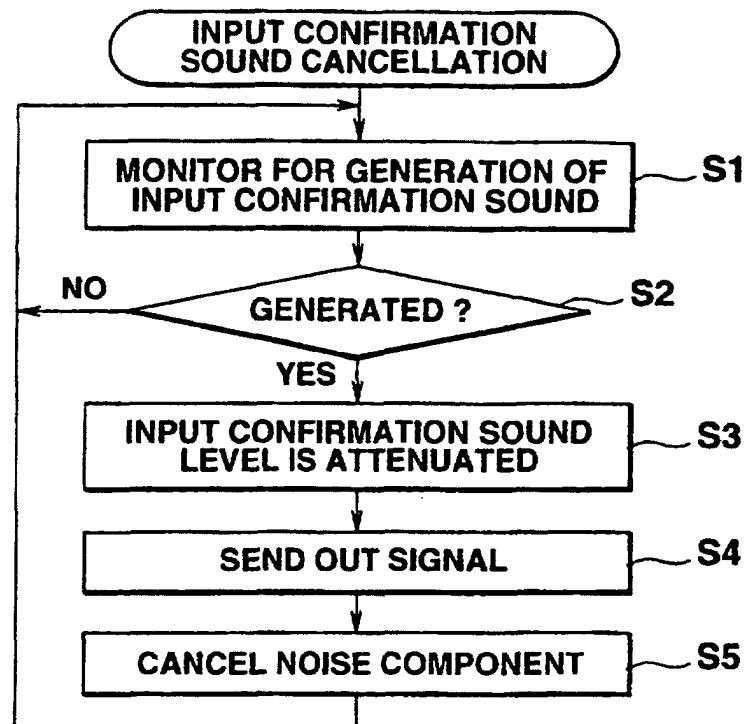 INPUT CONFIRMATION
SOUND CANCELLATION
MONITOR FOR GENERATION OF
INPUT CONFIRMATION SOUND
S1
GENERATED ?
S2
NO
YES
INPUT CONFIRMATION SOUND
LEVEL IS ATTENUATED
S3
SEND OUT SIGNAL
S4
CANCEL NOISE COMPONENT
S5